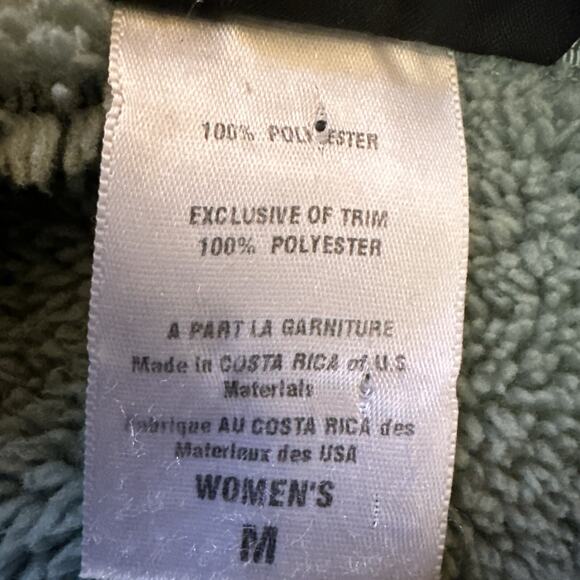 100% POLYESTER
EXCLUSIVE OF TRIM
100% POLYESTER
A PART LA GARNITURE
Made in COSTA RICA of U.S
Materials
Fabrique AU COSTA RICA des
Materieux des USA
WOMEN'S
M